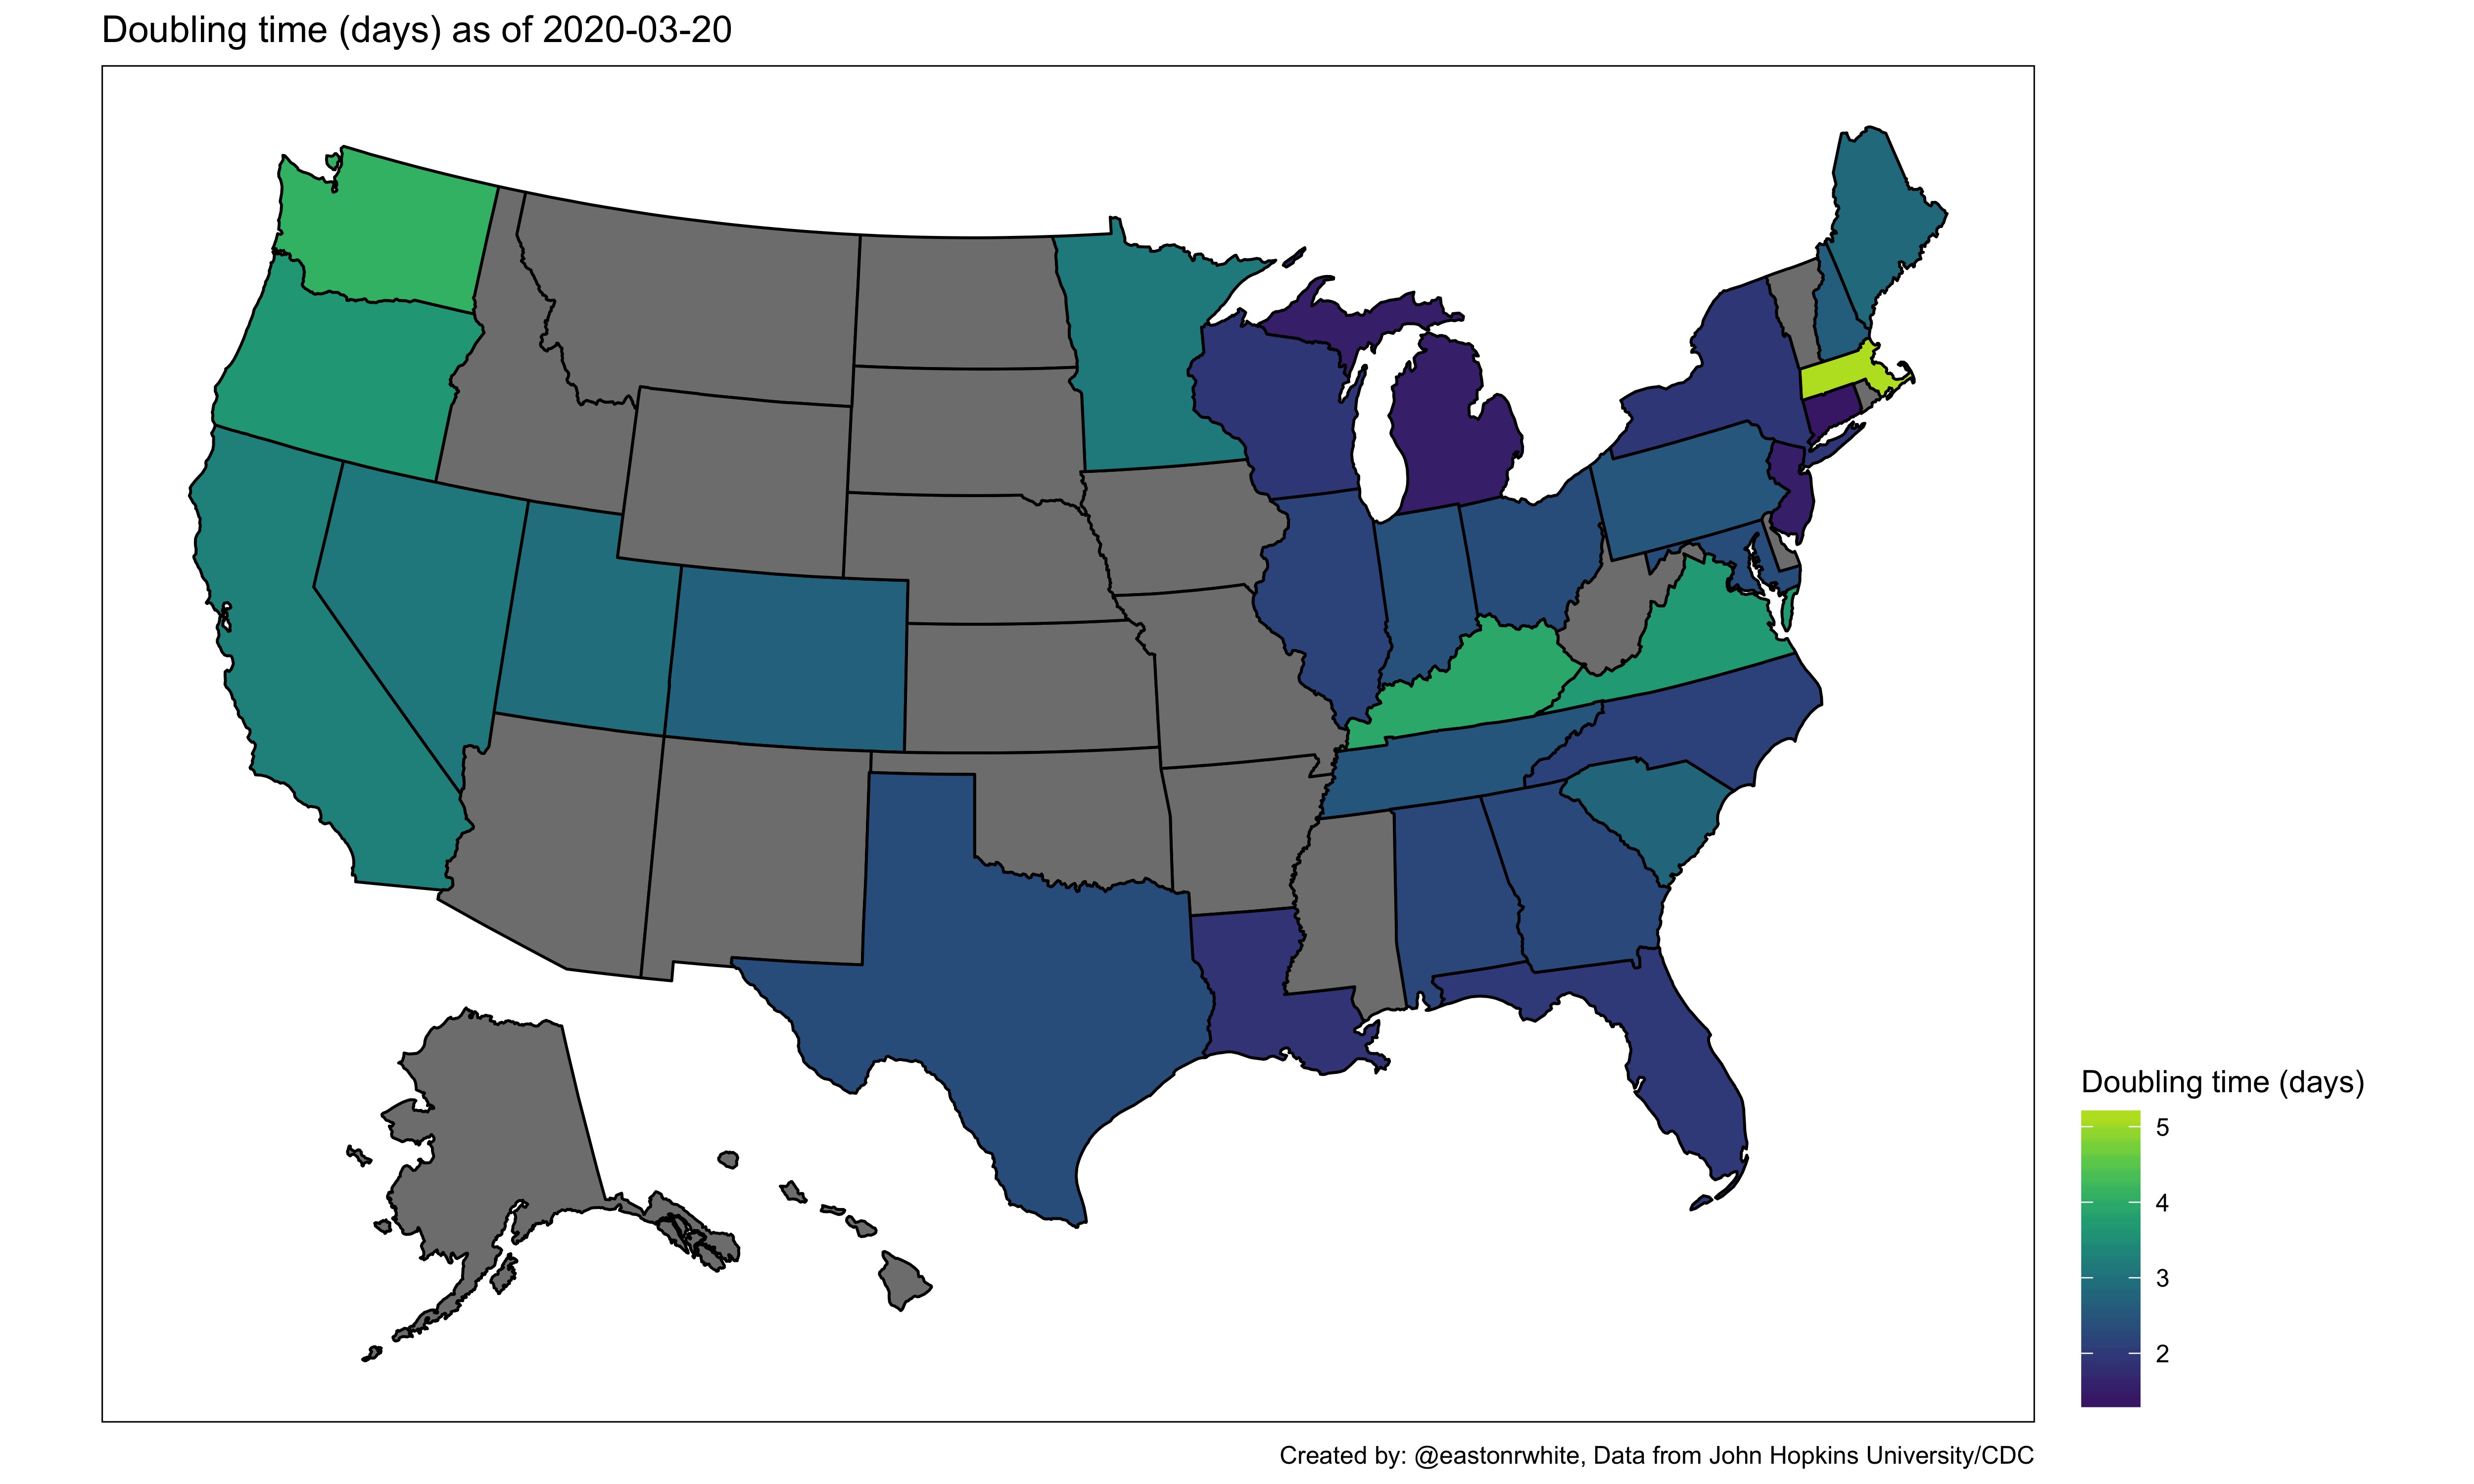 Doubling time (days) as of 2020-03-20
Doubling time (days)
5
4
3
2
Created by: @eastonrwhite, Data from John Hopkins University/CDC